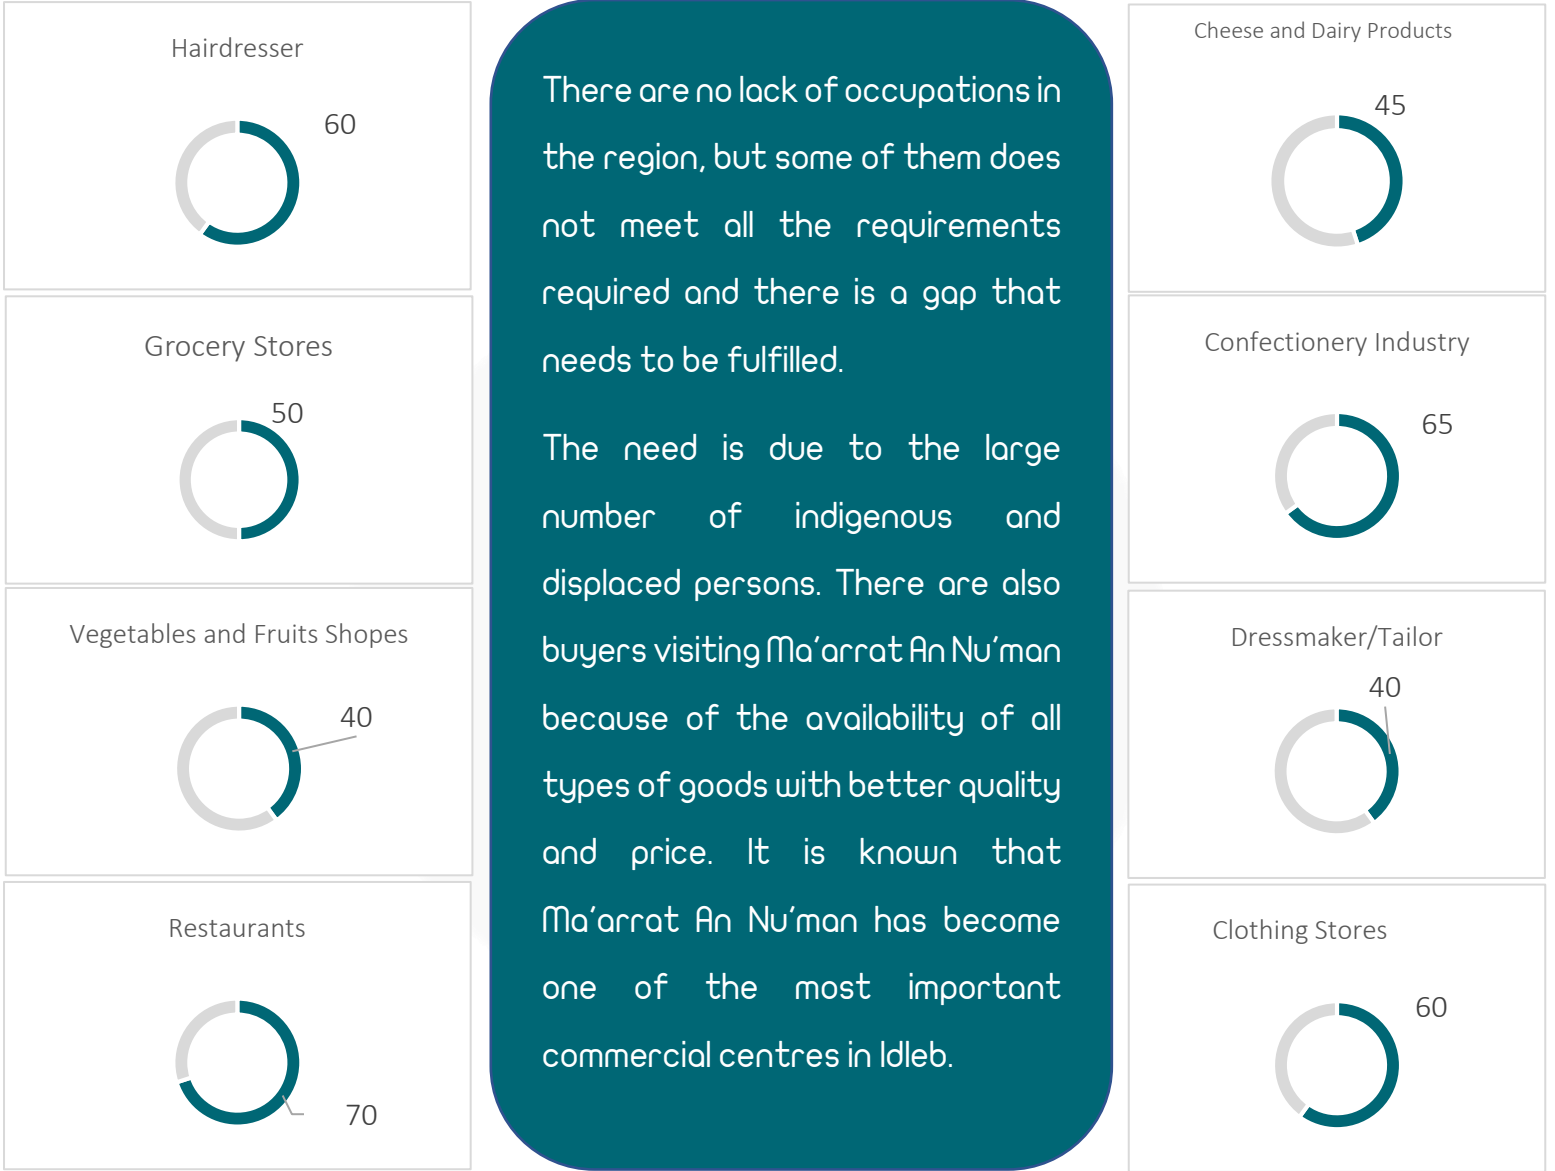 Hairdresser
60
Grocery Stores
50
Vegetables and Fruits Shopes
40
Restaurants
70
There are no lack of occupations in
the region, but some of them does
not meet all the requirements
required and there is a gap that
needs to be fulfilled.
The need is due to the large
number of indigenous and
displaced persons. There are also
buyers visiting Ma'arrat An Nu'man
because of the availability of all
types of goods with better quality
and price. It is known that
Ma'arrat An Nu'man has become
one of the most important
commercial centres in Idleb.
Cheese and Dairy Products
45
Confectionery Industry
65
Dressmaker/Tailor
40
Clothing Stores
60